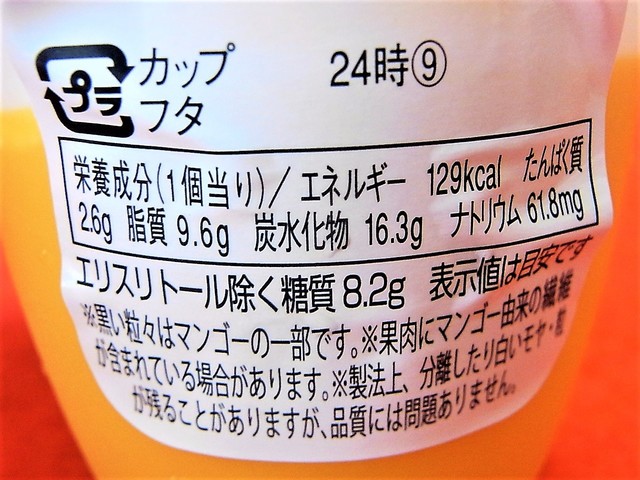 プラ カップ 24時⑨
フタ
栄養成分(1個当り)/エネルギー 129kcal たんぱく質
2.6g 脂質 9.6g 炭水化物 16.3g ナトリウム 61.8mg
エリスリトール除く糖質 8.2g 表示値は目安です
※黒い粒々はマンゴーの一部です。※果肉にマンゴー由来の繊維
が含まれている場合があります。※製法上、分離したり白いモヤ・
が残ることがありますが、品質には問題ありません。